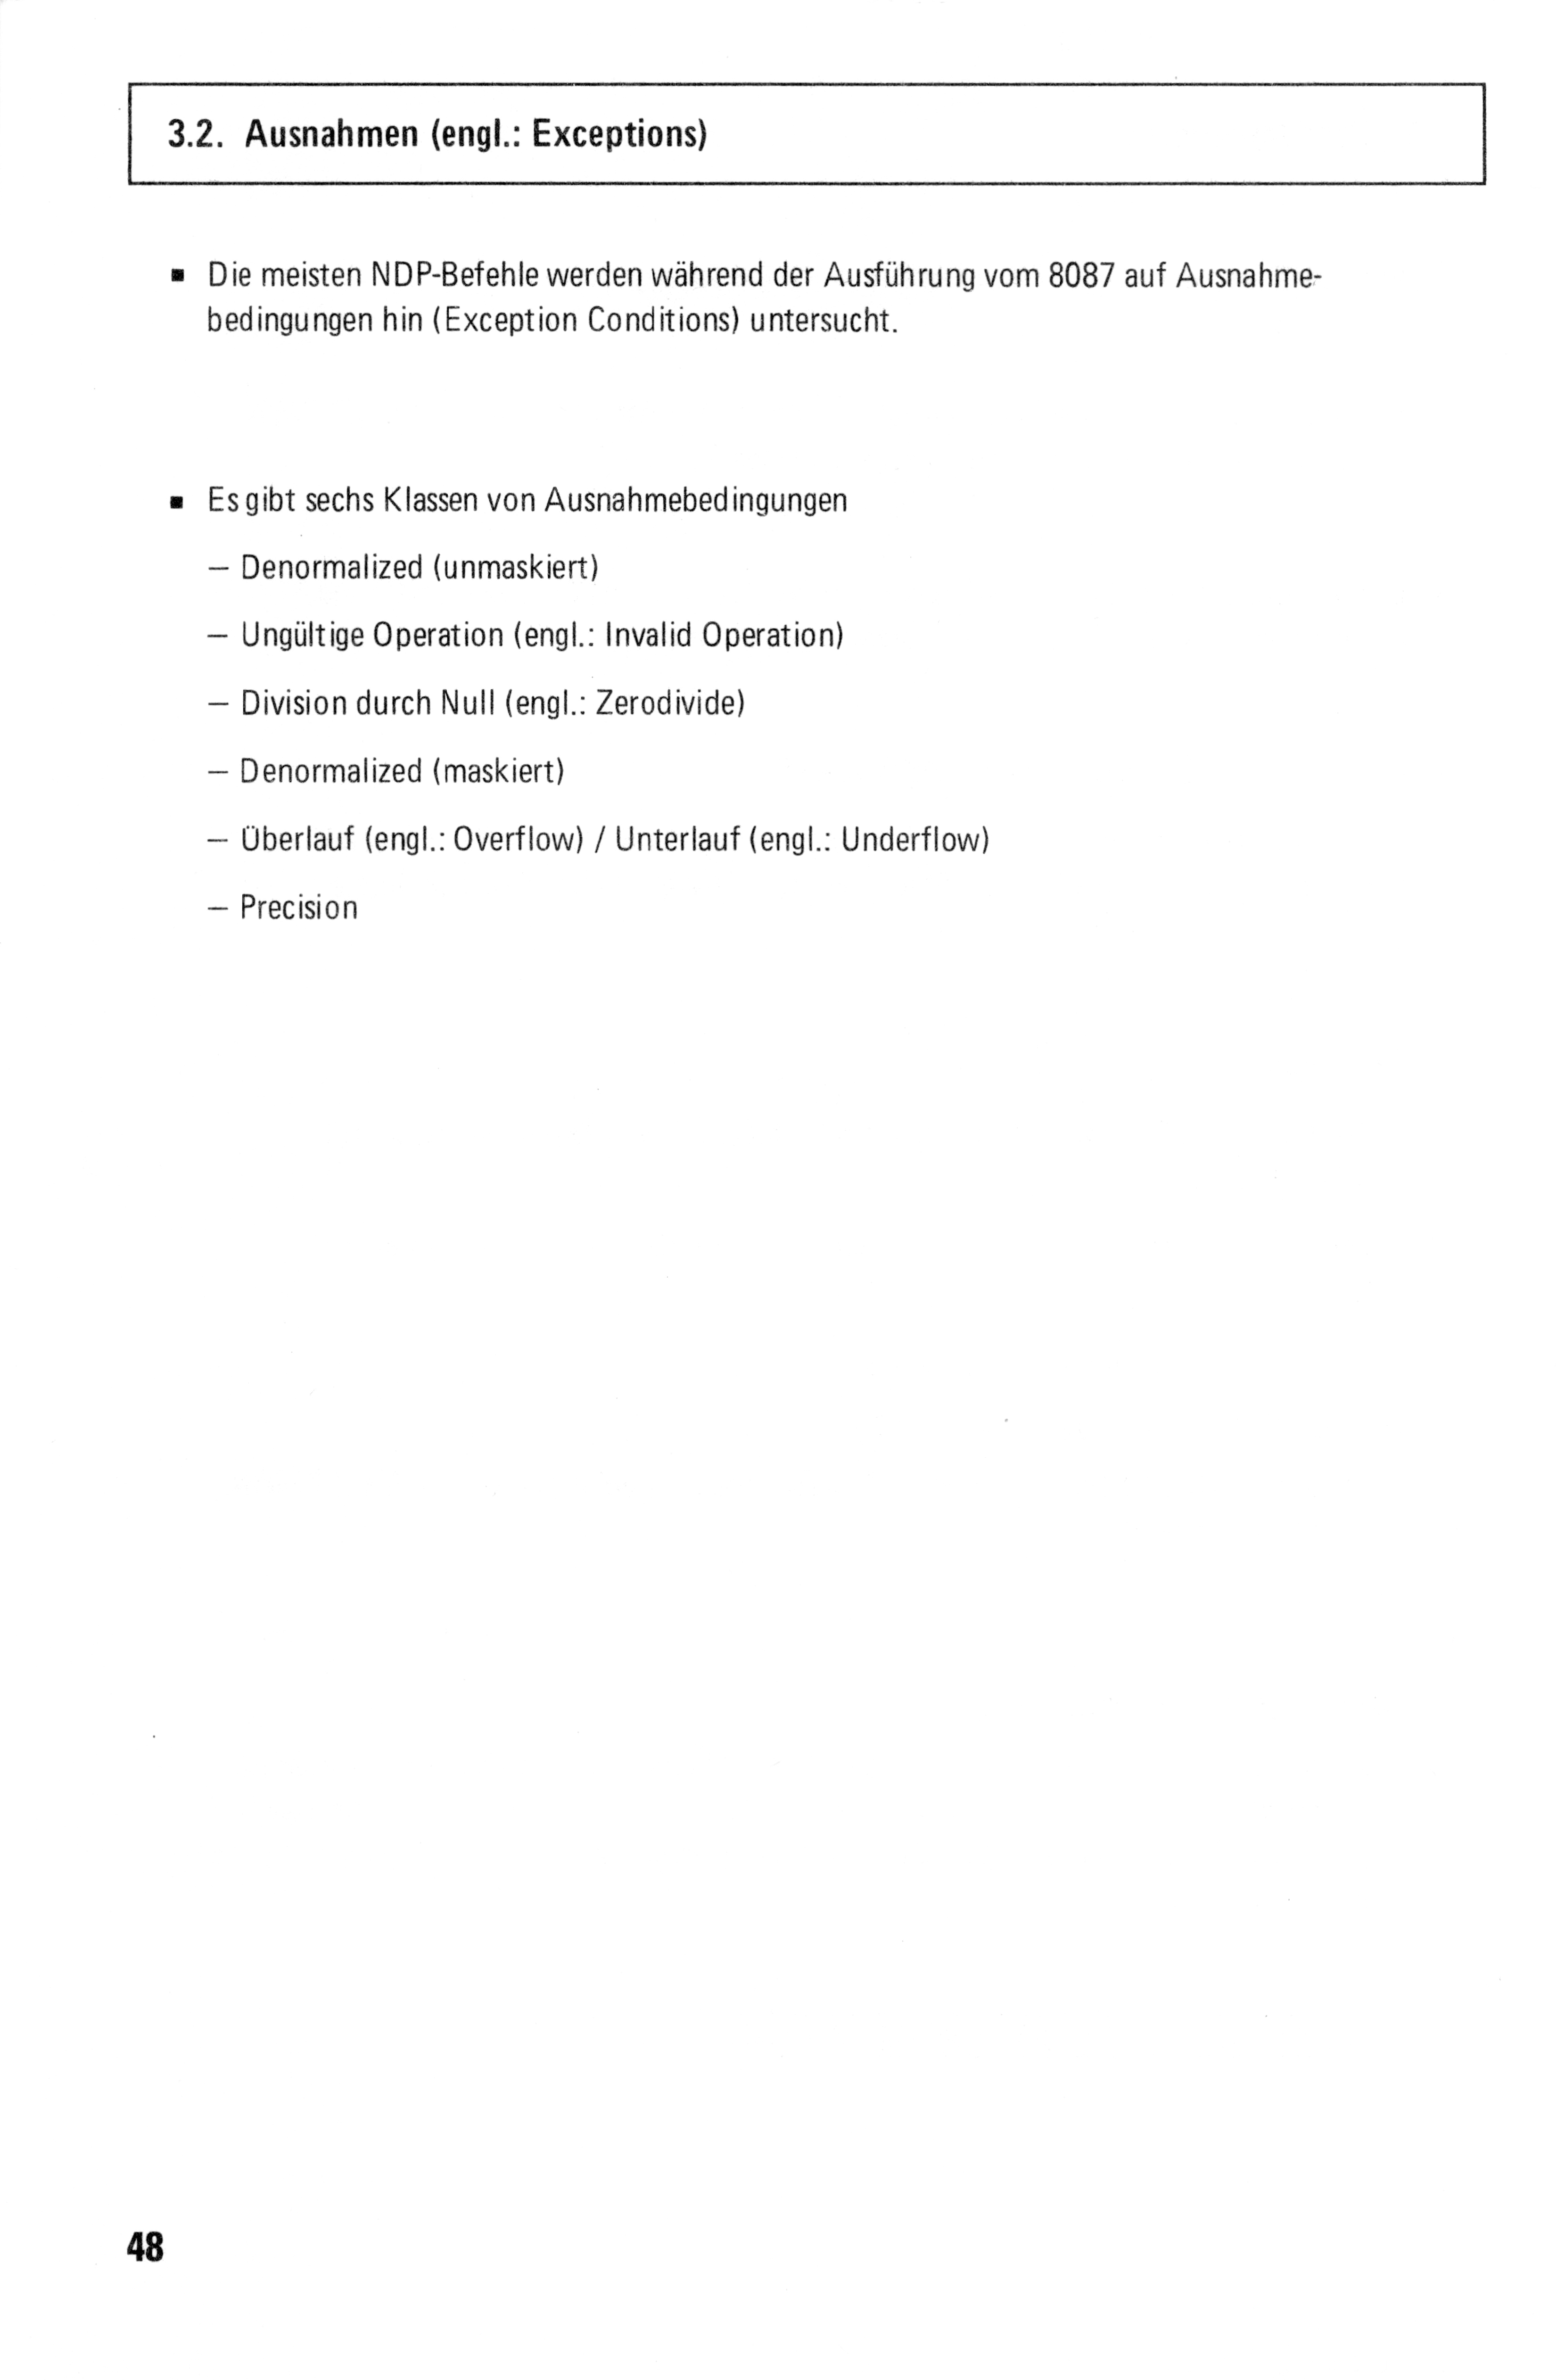 3.2. Ausnahmen (engl.: Exceptions)
▪ Die meisten NDP-Befehle werden während der Ausführung vom 8087 auf Ausnahme-
bedingungen hin (Exception Conditions) untersucht.
▪ Es gibt sechs Klassen von Ausnahmebedingungen
– Denormalized (unmaskiert)
– Ungültige Operation (engl.: Invalid Operation)
– Division durch Null (engl.: Zerodivide)
– Denormalized (maskiert)
– Überlauf (engl.: Overflow) / Unterlauf (engl.: Underflow)
– Precision
48